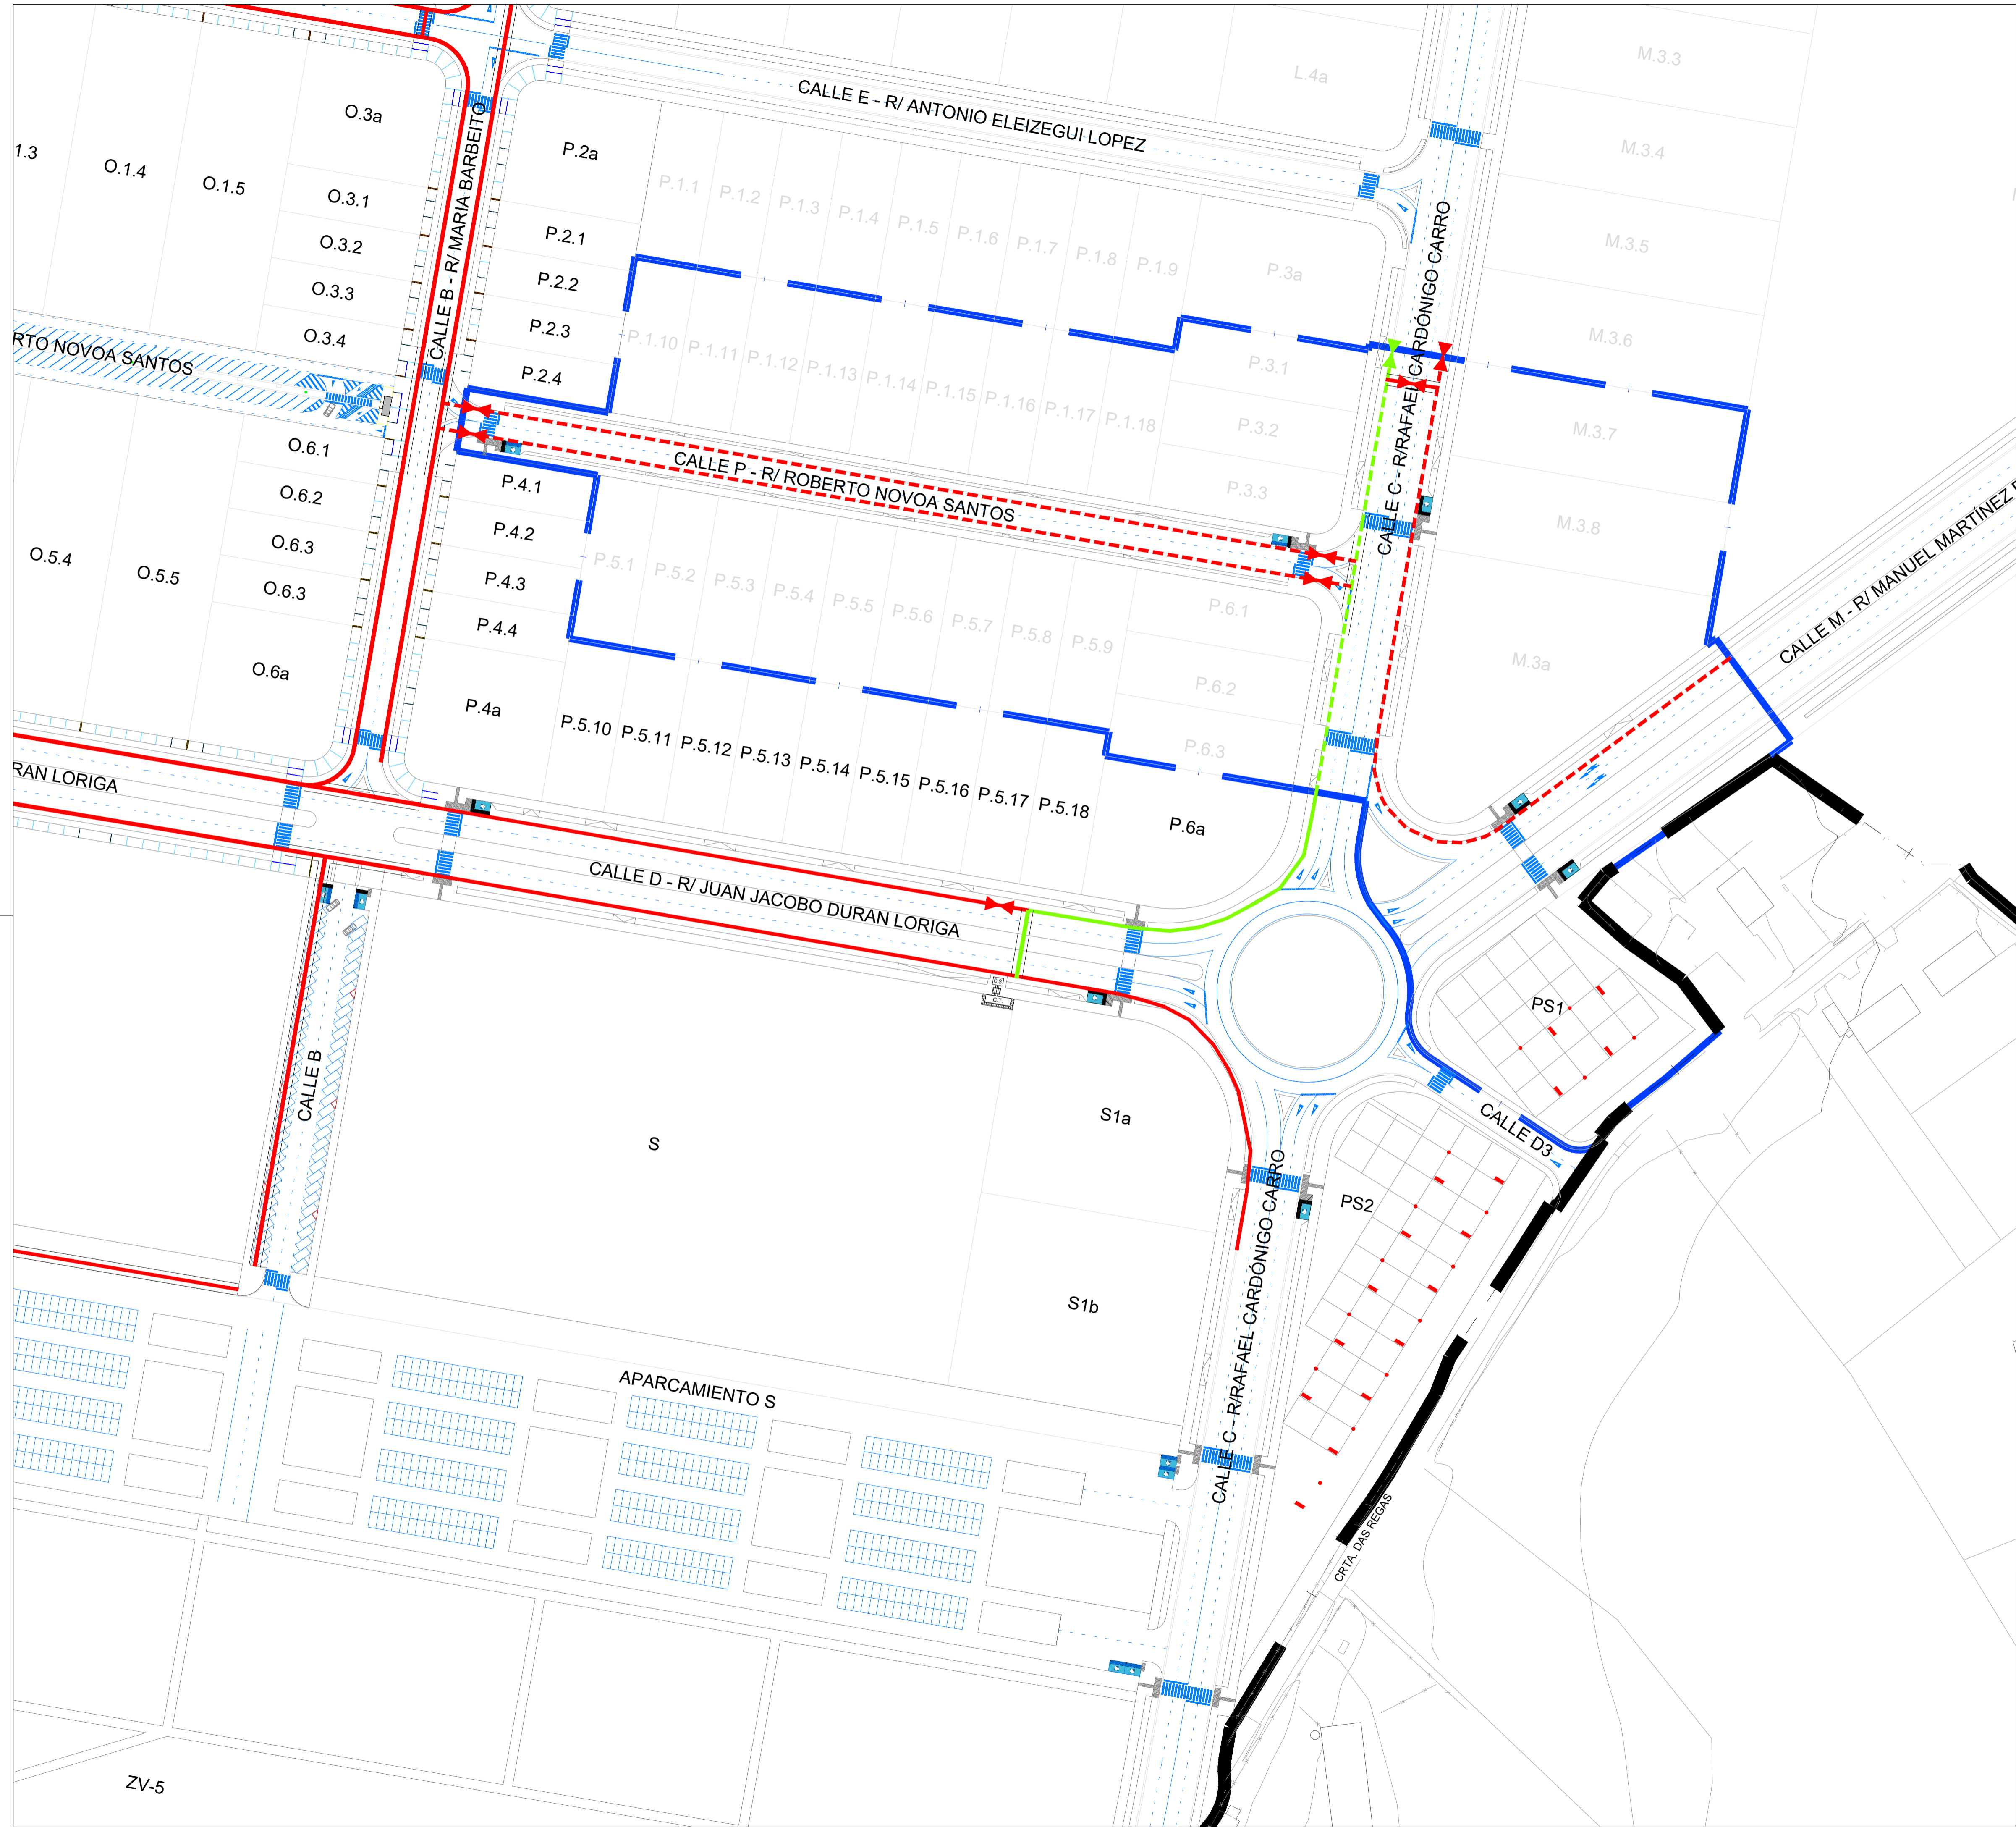 M.3.3
L.4a
CALLE E - R/ ANTONIO ELEIZEGUI LOPEZ
O.3a
1.3
O.1.4
O.1.5
O.3.1
O.3.2
O.3.3
O.3.4
CALLE B - R/ MARIA BARBEITO
P.2a
P.2.1
P.2.2
P.2.3
P.2.4
P.1.1
P.1.2
P.1.3
P.1.4
P.1.5
P.1.6
P.1.7
P.1.8
P.1.9
P.3a
M.3.4
M.3.5
M.3.6
M.3.7
M.3.8
M.3a
P.1.10
P.1.11
P.1.12
P.1.13
P.1.14
P.1.15
P.1.16
P.1.17
P.1.18
P.3.1
P.3.2
P.3.3
CALLE C - R/RAFAEL CARDÓNIGO CARRO
RTO NOVOA SANTOS
CALLE P - R/ ROBERTO NOVOA SANTOS
O.6.1
O.6.2
O.6.3
O.6.3
O.6a
O.5.4
O.5.5
P.4.1
P.4.2
P.4.3
P.4.4
P.4a
P.5.1
P.5.2
P.5.3
P.5.4
P.5.5
P.5.6
P.5.7
P.5.8
P.5.9
P.6.1
P.6.2
P.6.3
P.5.10
P.5.11
P.5.12
P.5.13
P.5.14
P.5.15
P.5.16
P.5.17
P.5.18
P.6a
CALLE M - R/ MANUEL MARTÍNEZ
RAN LORIGA
CALLE D - R/ JUAN JACOBO DURAN LORIGA
C.S
C.T.
CALLE B
S
S1a
S1b
PS1
PS2
CALLE D3
CALLE C - R/RAFAEL CARDÓNIGO CARRO
APARCAMIENTO S
CRTA. DAS REGAS
ZV-5